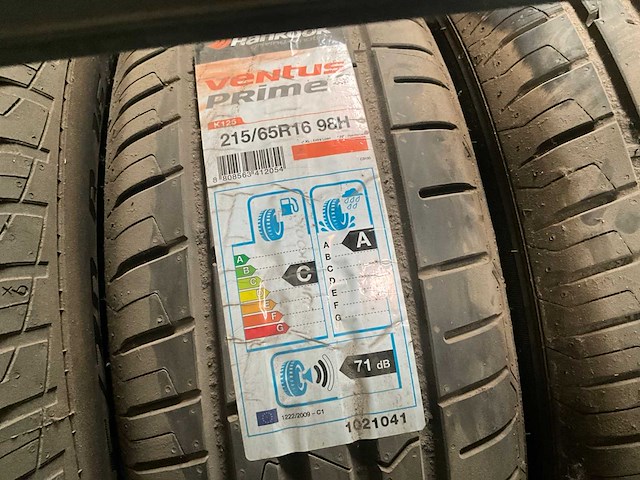 Hankook
ventus
PRime
K125
215/65R16 98H
8 808563 412054
A
B
C
D
E
F
G
C
A
A
B
C
D
E
F
G
71 dB
1222/2009 - C1
1021041